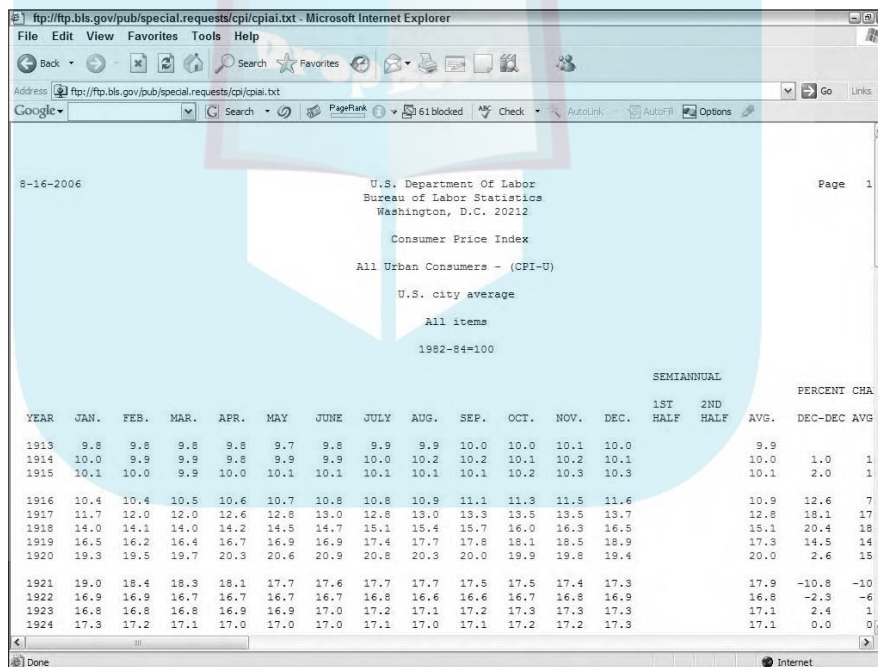 ftp://ftp.bls.gov/pub/special.requests/cpi/cpiai.txt - Microsoft Internet Explorer
File Edit View Favorites Tools Help
Back Search Favorites
Address ftp://ftp.bls.gov/pub/special.requests/cpi/cpiai.txt Go Links
Google Search PageRank 61 blocked ABC Check AutoLink AutoFill Options
8-16-2006 U.S. Department Of Labor Page 1
Bureau of Labor Statistics
Washington, D.C. 20212
Consumer Price Index
All Urban Consumers - (CPI-U)
U.S. city average
All items
1982-84=100
SEMIANNUAL
PERCENT CHA
1ST 2ND
YEAR JAN. FEB. MAR. APR. MAY JUNE JULY AUG. SEP. OCT. NOV. DEC. HALF HALF AVG. DEC-DEC AVG
1913 9.8 9.8 9.8 9.8 9.7 9.8 9.9 9.9 10.0 10.0 10.1 10.0 9.9
1914 10.0 9.9 9.9 9.8 9.9 9.9 10.0 10.2 10.2 10.1 10.2 10.1 10.0 1.0 1
1915 10.1 10.0 9.9 10.0 10.1 10.1 10.1 10.1 10.1 10.2 10.3 10.3 10.1 2.0 1
1916 10.4 10.4 10.5 10.6 10.7 10.8 10.8 10.9 11.1 11.3 11.5 11.6 10.9 12.6 7
1917 11.7 12.0 12.0 12.6 12.8 13.0 12.8 13.0 13.3 13.5 13.5 13.7 12.8 18.1 17
1918 14.0 14.1 14.0 14.2 14.5 14.7 15.1 15.4 15.7 16.0 16.3 16.5 15.1 20.4 18
1919 16.5 16.2 16.4 16.7 16.9 16.9 17.4 17.7 17.8 18.1 18.5 18.9 17.3 14.5 14
1920 19.3 19.5 19.7 20.3 20.6 20.9 20.8 20.3 20.0 19.9 19.8 19.4 20.0 2.6 15
1921 19.0 18.4 18.3 18.1 17.7 17.6 17.7 17.7 17.5 17.5 17.4 17.3 17.9 -10.8 -10
1922 16.9 16.9 16.7 16.7 16.7 16.7 16.8 16.6 16.6 16.7 16.8 16.9 16.8 -2.3 -6
1923 16.8 16.8 16.8 16.9 16.9 17.0 17.2 17.1 17.2 17.3 17.3 17.3 17.1 2.4 1
1924 17.3 17.2 17.1 17.0 17.0 17.0 17.1 17.0 17.1 17.2 17.2 17.3 17.1 0.0 0
Done Internet